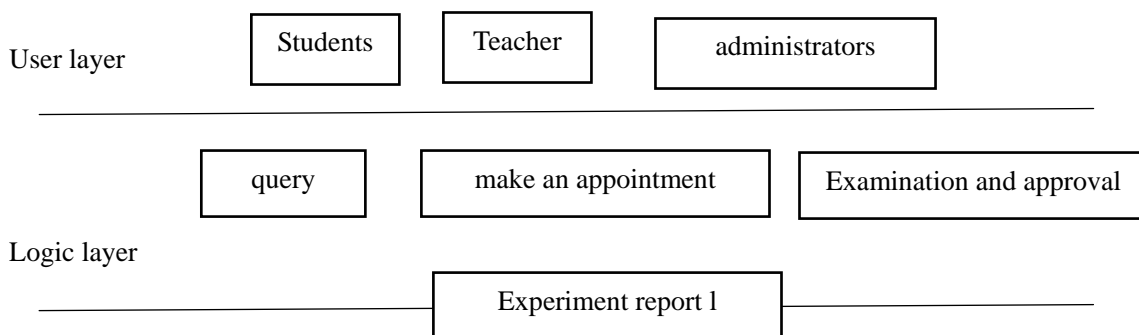 Students
Teacher
administrators
User layer
query
make an appointment
Examination and approval
Logic layer
Experiment report l